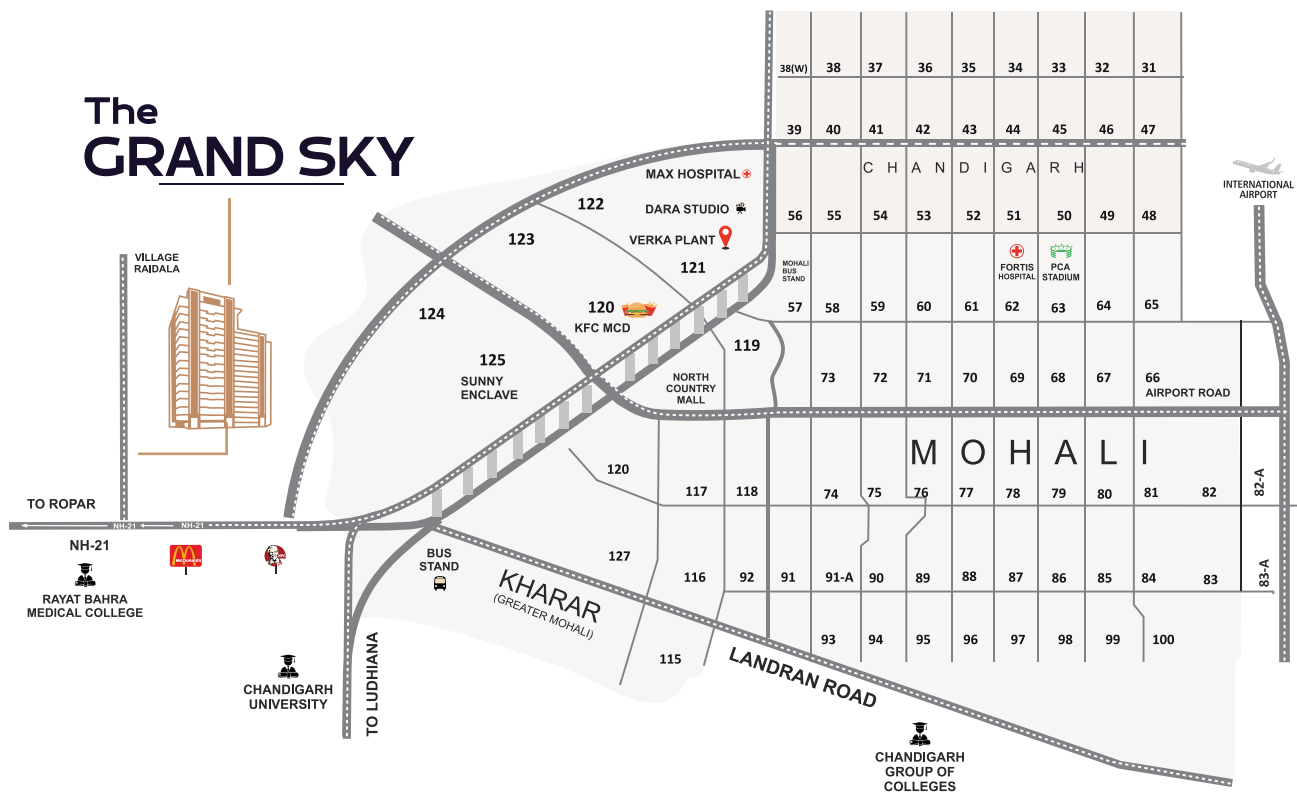 The
GRAND SKY
38(W) 38 37 36 35 34 33 32 31
39 40 41 42 43 44 45 46 47
CHANDIGARH
56 55 54 53 52 51 50 49 48
MOHALI
BUS
STAND
FORTIS
HOSPITAL
PCA
STADIUM
57 58 59 60 61 62 63 64 65
INTERNATIONAL
AIRPORT
MAX HOSPITAL
DARA STUDIO
VERKA PLANT
122
123
121
124
120
KFC MCD
125
SUNNY
ENCLAVE
119
NORTH
COUNTRY
MALL
73 72 71 70 69 68 67 66
AIRPORT ROAD
MOHALI
VILLAGE
RAIDALA
120
117 118 74 75 76 77 78 79 80 81 82 82-A
127
116 92 91 91-A 90 89 88 87 86 85 84 83 83-A
93 94 95 96 97 98 99 100
115
TO ROPAR
NH-21 NH-21
NH-21
McDonald's
KFC
RAYAT BAHRA
MEDICAL COLLEGE
BUS
STAND
KHARAR
(GREATER MOHALI)
LANDRAN ROAD
CHANDIGARH
UNIVERSITY
TO LUDHIANA
CHANDIGARH
GROUP OF
COLLEGES